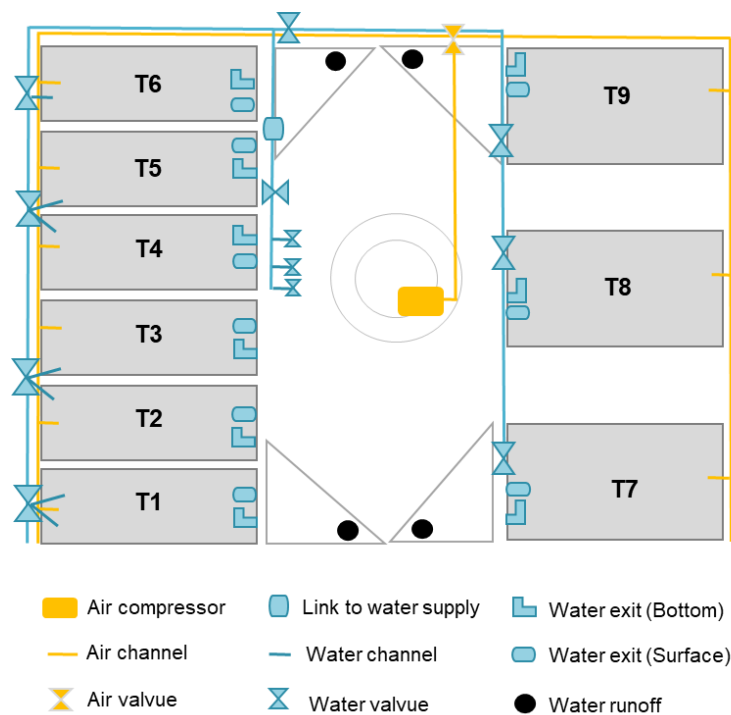 T6
T9
T5
T4
T8
T3
T2
T7
T1
Air compressor
Link to water supply
Water exit (Bottom)
Air channel
Water channel
Water exit (Surface)
Air valvue
Water valvue
Water runoff